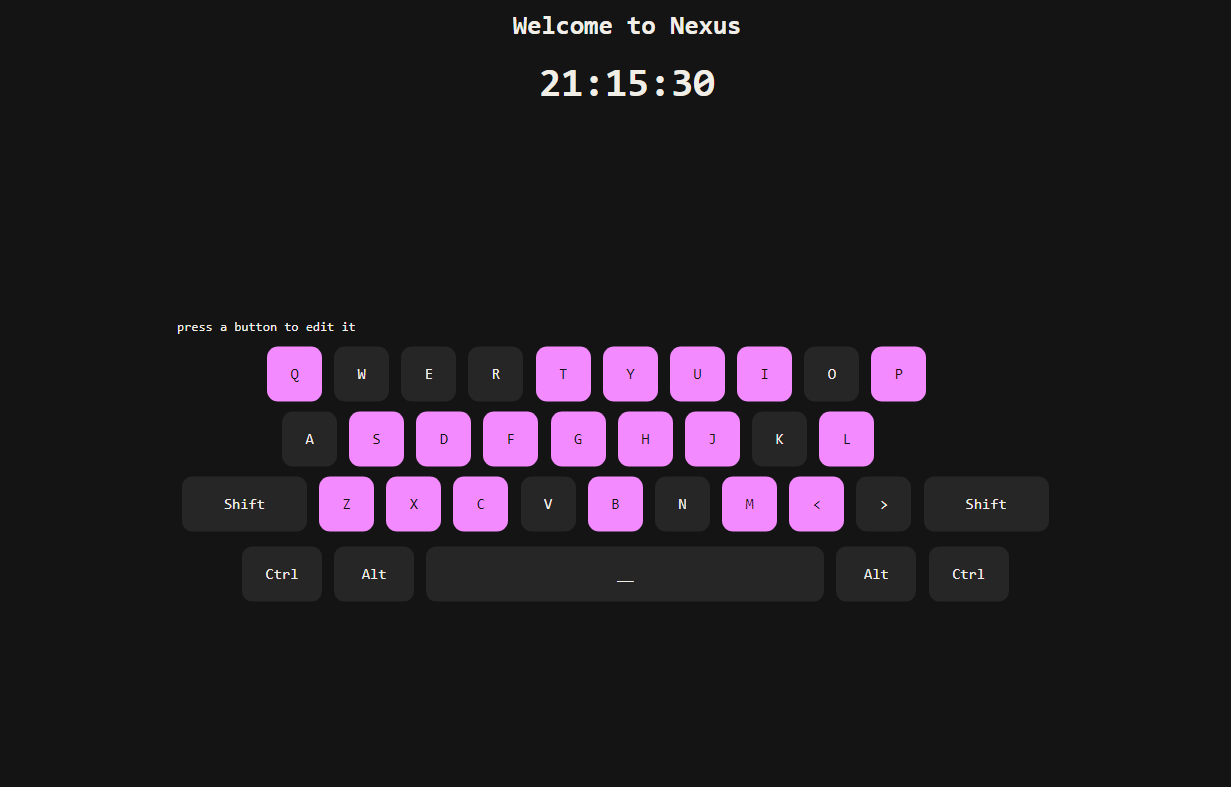 Welcome to Nexus
21:15:30
press a button to edit it
Q W E R T Y U I O P
A S D F G H J K L
Shift Z X C V B N M < > Shift
Ctrl Alt __ Alt Ctrl